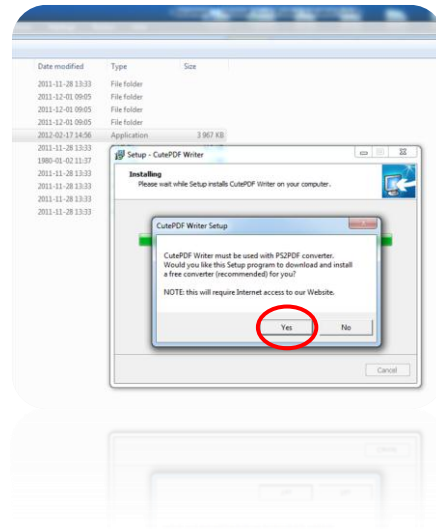 Date modified Type Size
2011-11-28 13:33 File folder
2011-12-01 09:05 File folder
2011-12-01 09:05 File folder
2011-12-01 09:05 File folder
2012-02-17 14:56 Application 3 967 KB
2011-11-28 13:33
1980-01-02 11:37
2011-11-28 13:33
2011-11-28 13:33
2011-11-28 13:33
2011-11-28 13:33
Setup - CutePDF Writer
Installing
Please wait while Setup installs CutePDF Writer on your computer.
CutePDF Writer Setup
CutePDF Writer must be used with PS2PDF converter.
Would you like this Setup program to download and install
a free converter (recommended) for you?
NOTE: this will require Internet access to our Website.
Yes No
Cancel